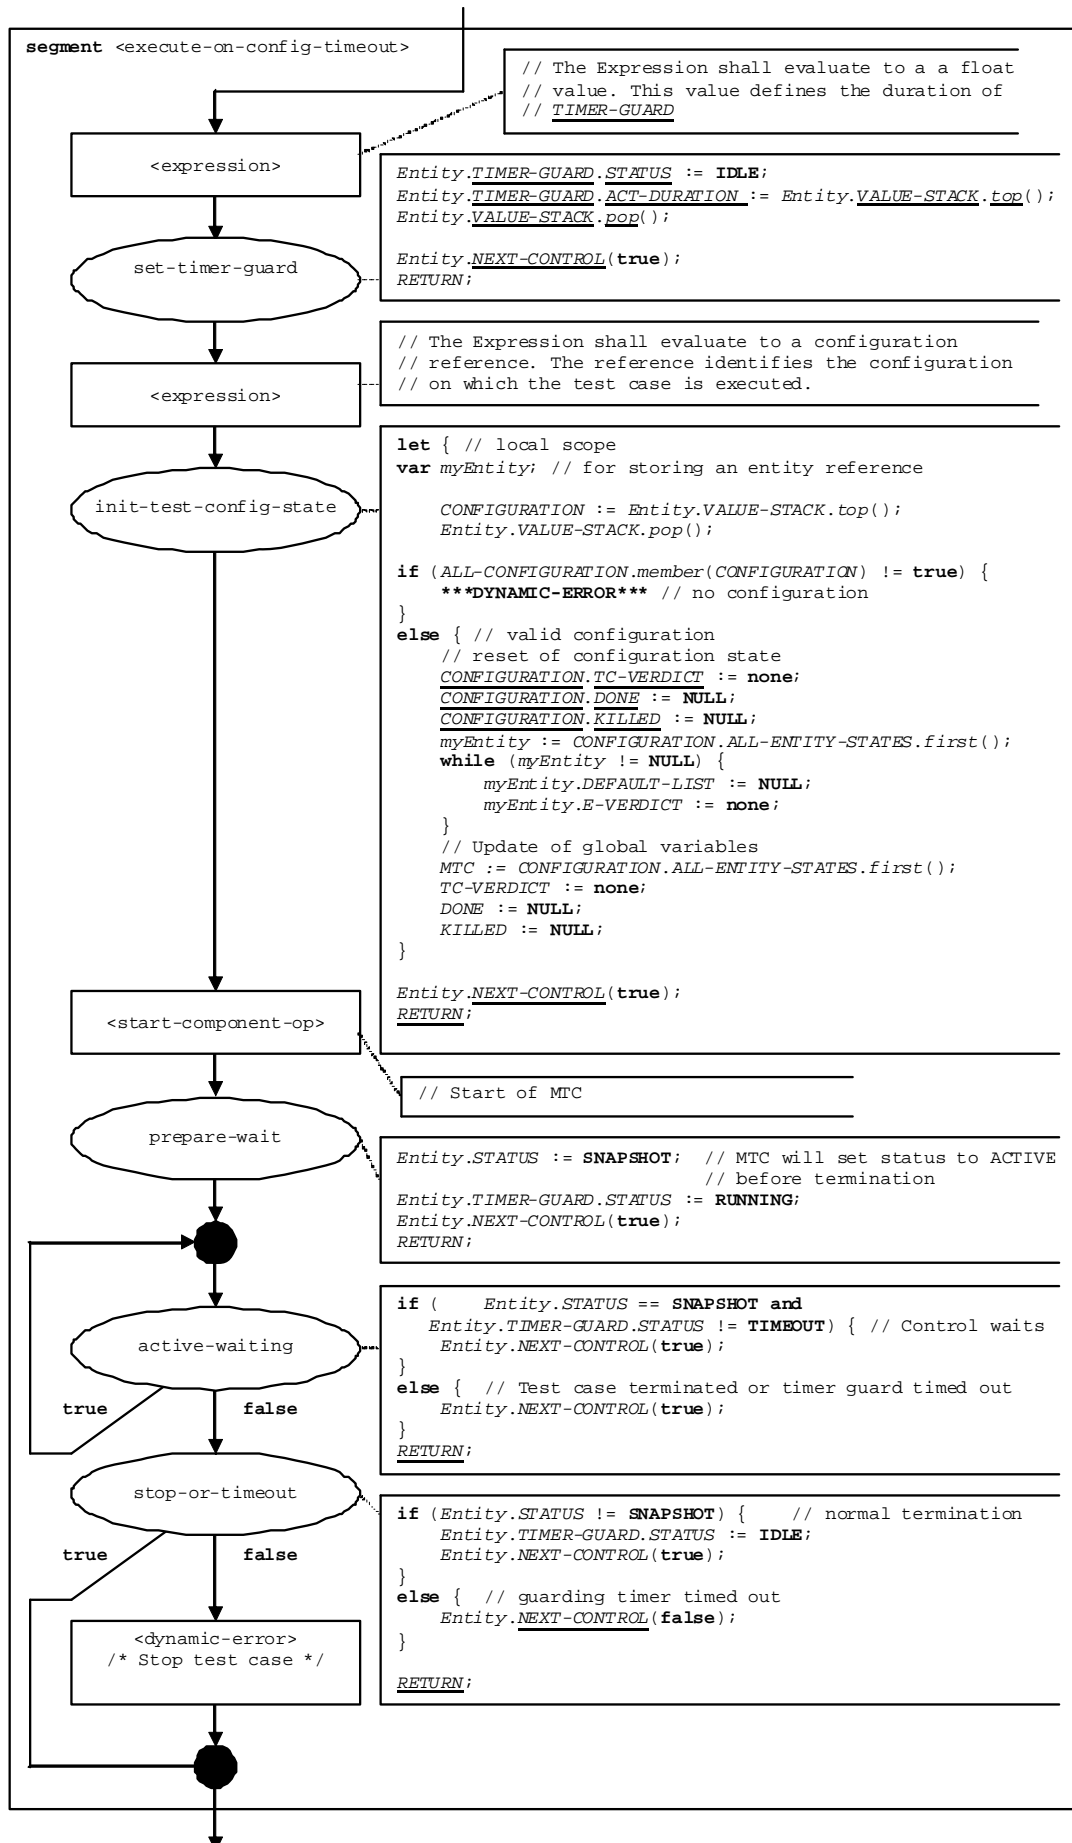 segment <execute-on-config-timeout>
// The Expression shall evaluate to a a float
// value. This value defines the duration of
// TIMER-GUARD
<expression>
Entity.TIMER-GUARD.STATUS := IDLE;
Entity.TIMER-GUARD.ACT-DURATION := Entity.VALUE-STACK.top();
Entity.VALUE-STACK.pop();
Entity.NEXT-CONTROL(true);
RETURN;
set-timer-guard
// The Expression shall evaluate to a configuration
// reference. The reference identifies the configuration
// on which the test case is executed.
<expression>
let { // local scope
var myEntity; // for storing an entity reference
CONFIGURATION := Entity.VALUE-STACK.top();
Entity.VALUE-STACK.pop();
if (ALL-CONFIGURATION.member(CONFIGURATION) != true) {
***DYNAMIC-ERROR*** // no configuration
}
else { // valid configuration
// reset of configuration state
CONFIGURATION.TC-VERDICT := none;
CONFIGURATION.DONE := NULL;
CONFIGURATION.KILLED := NULL;
myEntity := CONFIGURATION.ALL-ENTITY-STATES.first();
while (myEntity != NULL) {
myEntity.DEFAULT-LIST := NULL;
myEntity.E-VERDICT := none;
}
// Update of global variables
MTC := CONFIGURATION.ALL-ENTITY-STATES.first();
TC-VERDICT := none;
DONE := NULL;
KILLED := NULL;
}
Entity.NEXT-CONTROL(true);
RETURN;
init-test-config-state
<start-component-op>
// Start of MTC
prepare-wait
Entity.STATUS := SNAPSHOT; // MTC will set status to ACTIVE
// before termination
Entity.TIMER-GUARD.STATUS := RUNNING;
Entity.NEXT-CONTROL(true);
RETURN;
if ( Entity.STATUS == SNAPSHOT and
Entity.TIMER-GUARD.STATUS != TIMEOUT) { // Control waits
Entity.NEXT-CONTROL(true);
}
else { // Test case terminated or timer guard timed out
Entity.NEXT-CONTROL(true);
}
RETURN;
active-waiting
true false
stop-or-timeout
if (Entity.STATUS != SNAPSHOT) { // normal termination
Entity.TIMER-GUARD.STATUS := IDLE;
Entity.NEXT-CONTROL(true);
}
else { // guarding timer timed out
Entity.NEXT-CONTROL(false);
}
RETURN;
true false
<dynamic-error>
/* Stop test case */